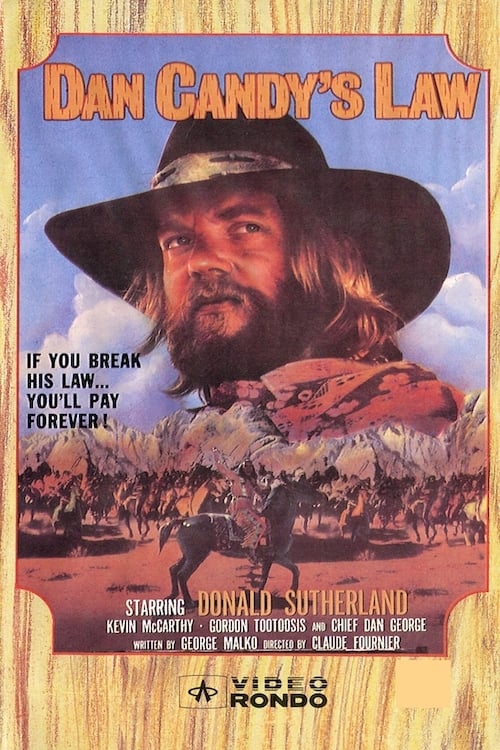 DAN CANDY'S LAW
IF YOU BREAK
HIS LAW...
YOU'LL PAY
FOREVER!
STARRING DONALD SUTHERLAND
KEVIN McCARTHY · GORDON TOOTOOSIS AND CHIEF DAN GEORGE
WRITTEN BY GEORGE MALKO DIRECTED BY CLAUDE FOURNIER
VIDEO
RONDO